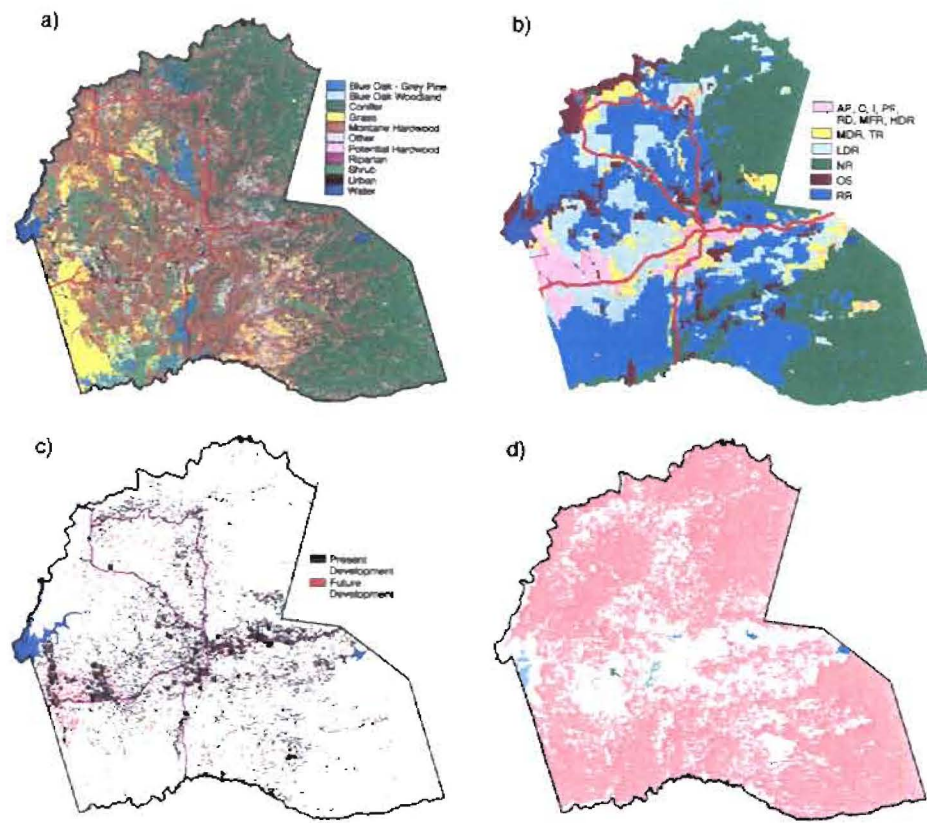 a)
Blue Oak - Grey Pine
Blue Oak Woodland
Conifer
Grass
Montane Hardwood
Other
Potential Hardwood
Riparian
Shrub
Urban
Water
b)
AP, C, I, PF,
RD, MFR, HDR
MDR, TR
LDR
NR
OS
RR
c)
Present
Development
Future
Development
d)